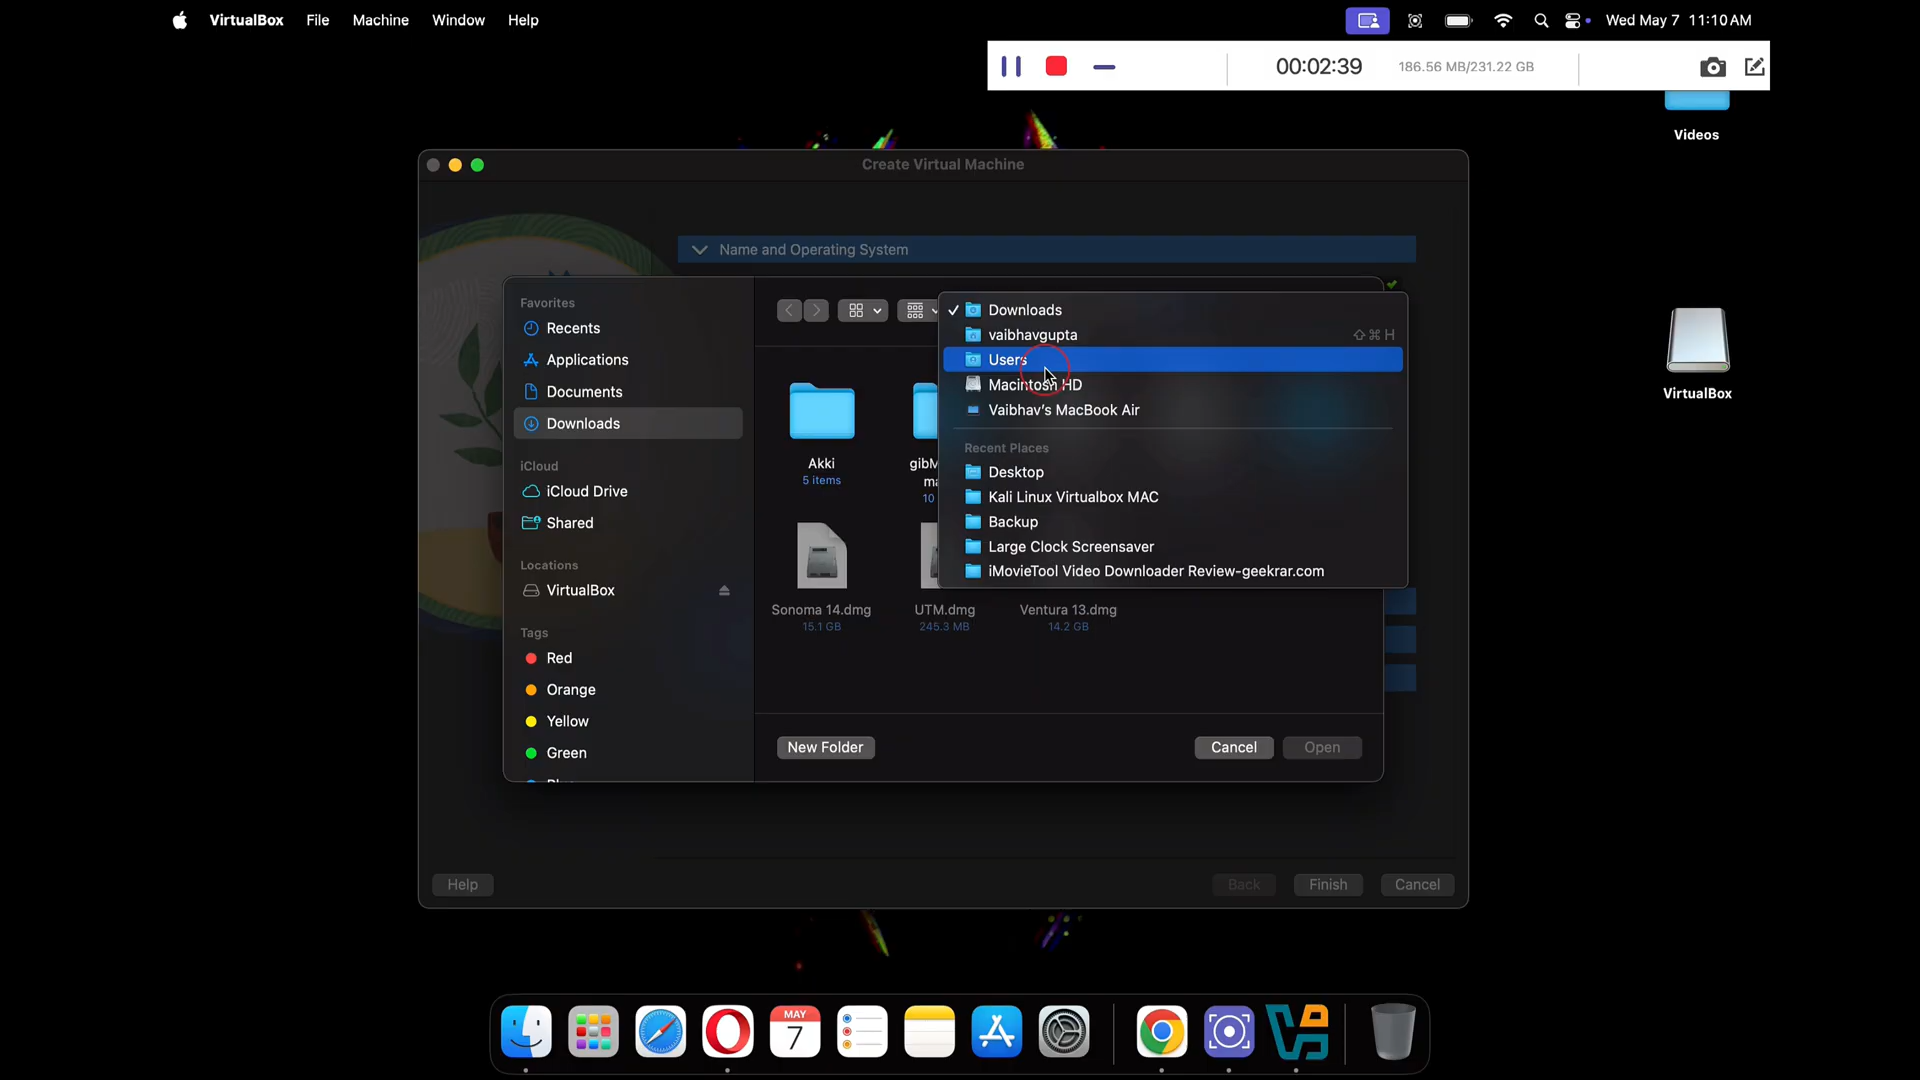 VirtualBox File Machine Window Help
Wed May 7 11:10 AM
00:02:39 186.56 MB/231.22 GB
Videos
Create Virtual Machine
Name and Operating System
Favorites
Recents
Applications
Documents
Downloads
iCloud
iCloud Drive
Shared
Locations
VirtualBox
Tags
Red
Orange
Yellow
Green
Akki
5 items
gibM
ma
10
Sonoma 14.dmg
15.1 GB
UTM.dmg
245.3 MB
Ventura 13.dmg
14.2 GB
Downloads
vaibhavgupta ⇧⌘H
Users
Macintosh HD
Vaibhav's MacBook Air
Recent Places
Desktop
Kali Linux Virtualbox MAC
Backup
Large Clock Screensaver
iMovieTool Video Downloader Review-geekrar.com
New Folder Cancel Open
Help Back Finish Cancel
VirtualBox
MAY
7